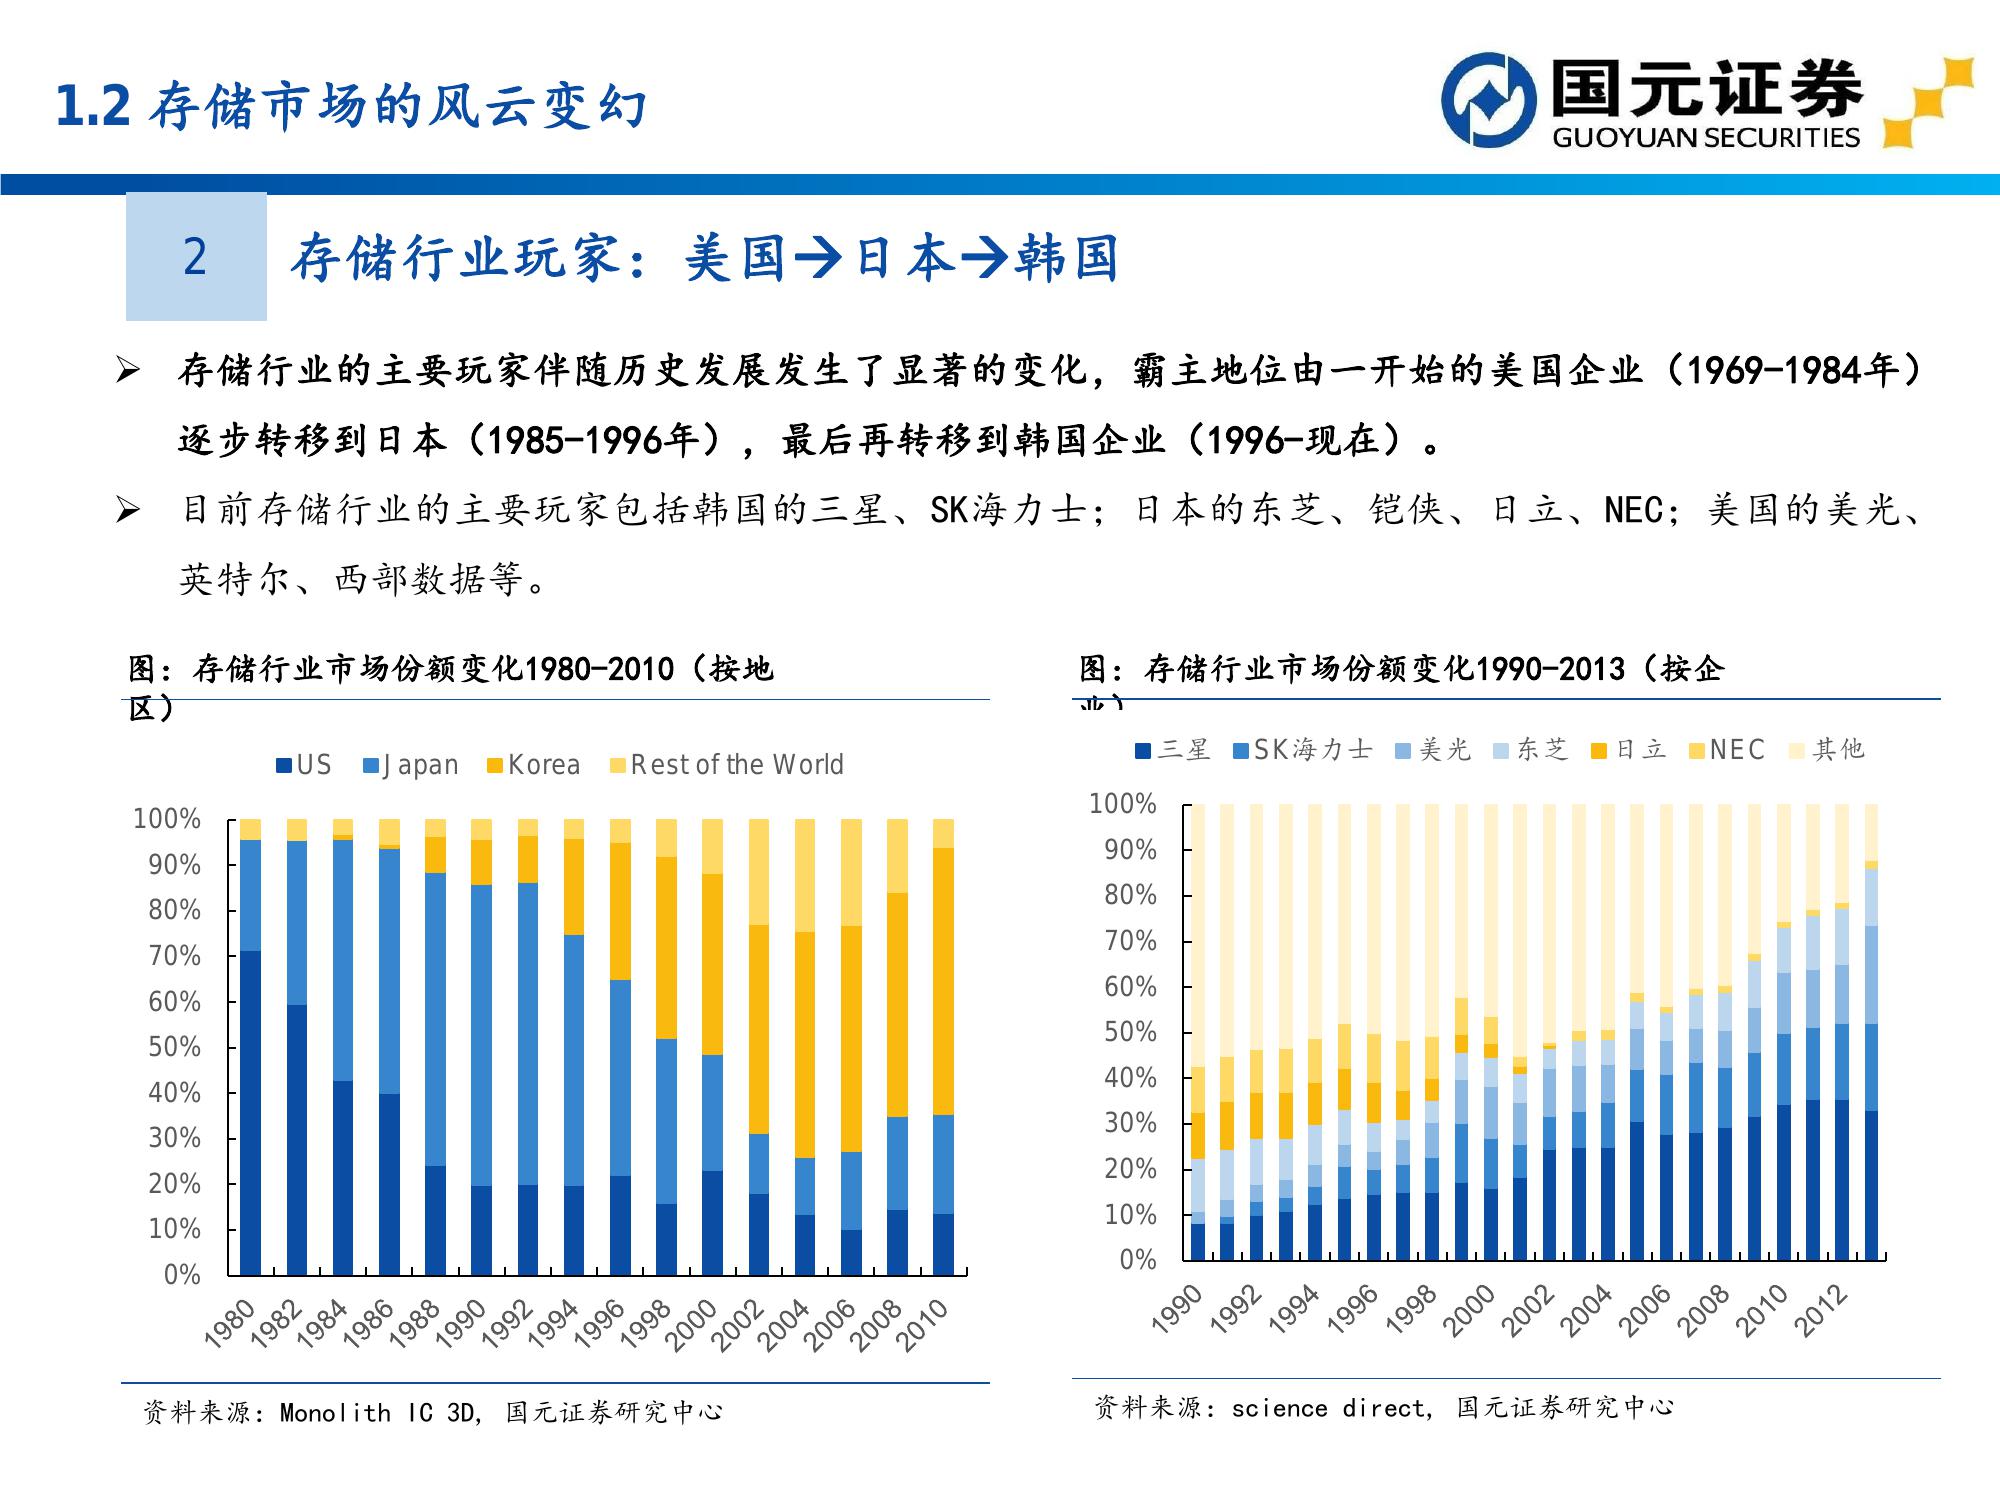 1.2 存储市场的风云变幻
国元证券
GUOYUAN SECURITIES
2
存储行业玩家：美国→日本→韩国
➢ 存储行业的主要玩家伴随历史发展发生了显著的变化，霸主地位由一开始的美国企业（1969-1984年）
逐步转移到日本（1985-1996年），最后再转移到韩国企业（1996-现在）。
➢ 目前存储行业的主要玩家包括韩国的三星、SK海力士；日本的东芝、铠侠、日立、NEC；美国的美光、
英特尔、西部数据等。
图：存储行业市场份额变化1980-2010（按地
区）
US Japan Korea Rest of the World
100%
90%
80%
70%
60%
50%
40%
30%
20%
10%
0%
1980 1982 1984 1986 1988 1990 1992 1994 1996 1998 2000 2002 2004 2006 2008 2010
资料来源：Monolith IC 3D, 国元证券研究中心
图：存储行业市场份额变化1990-2013（按企
业）
三星 SK海力士 美光 东芝 日立 NEC 其他
100%
90%
80%
70%
60%
50%
40%
30%
20%
10%
0%
1990 1992 1994 1996 1998 2000 2002 2004 2006 2008 2010 2012
资料来源：science direct, 国元证券研究中心